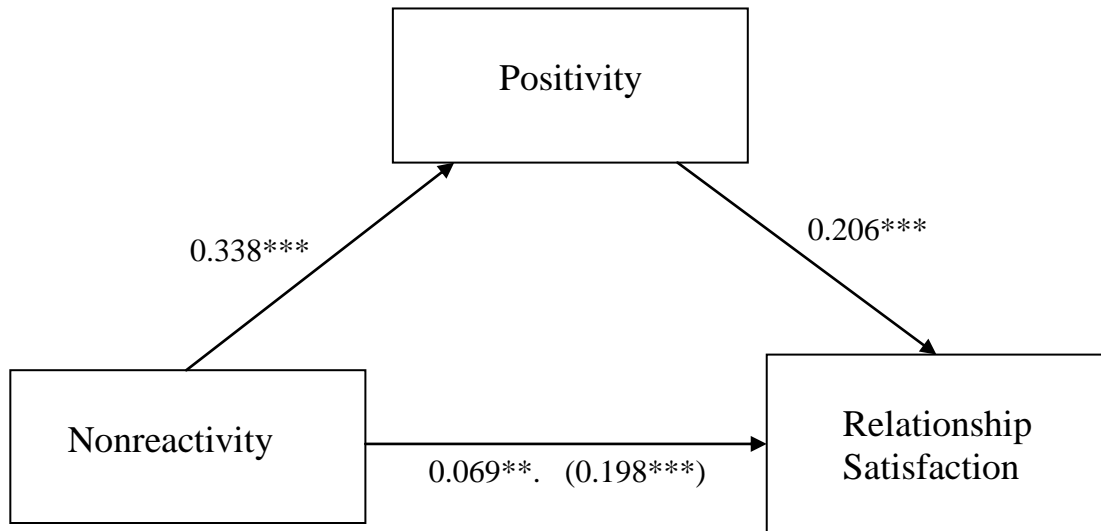 Positivity
0.338***
0.206***
Nonreactivity
Relationship
Satisfaction
0.069**.   (0.198***)